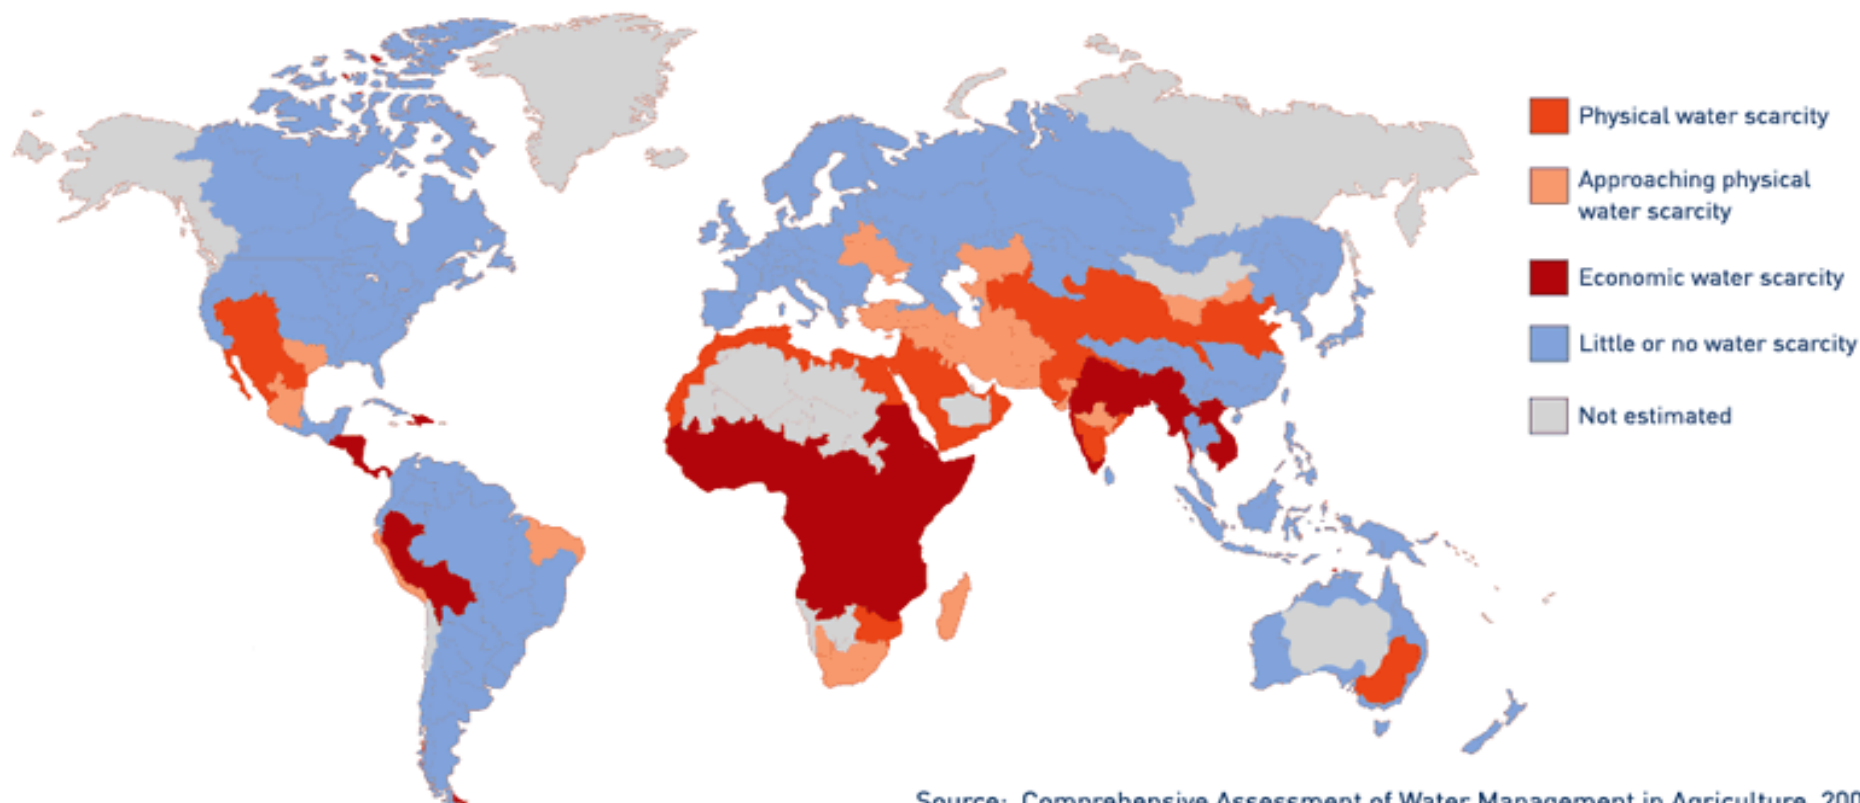 Physical water scarcity
Approaching physical
water scarcity
Economic water scarcity
Little or no water scarcity
Not estimated
Source: Comprehensive Assessment of Water Management in Agriculture, 200